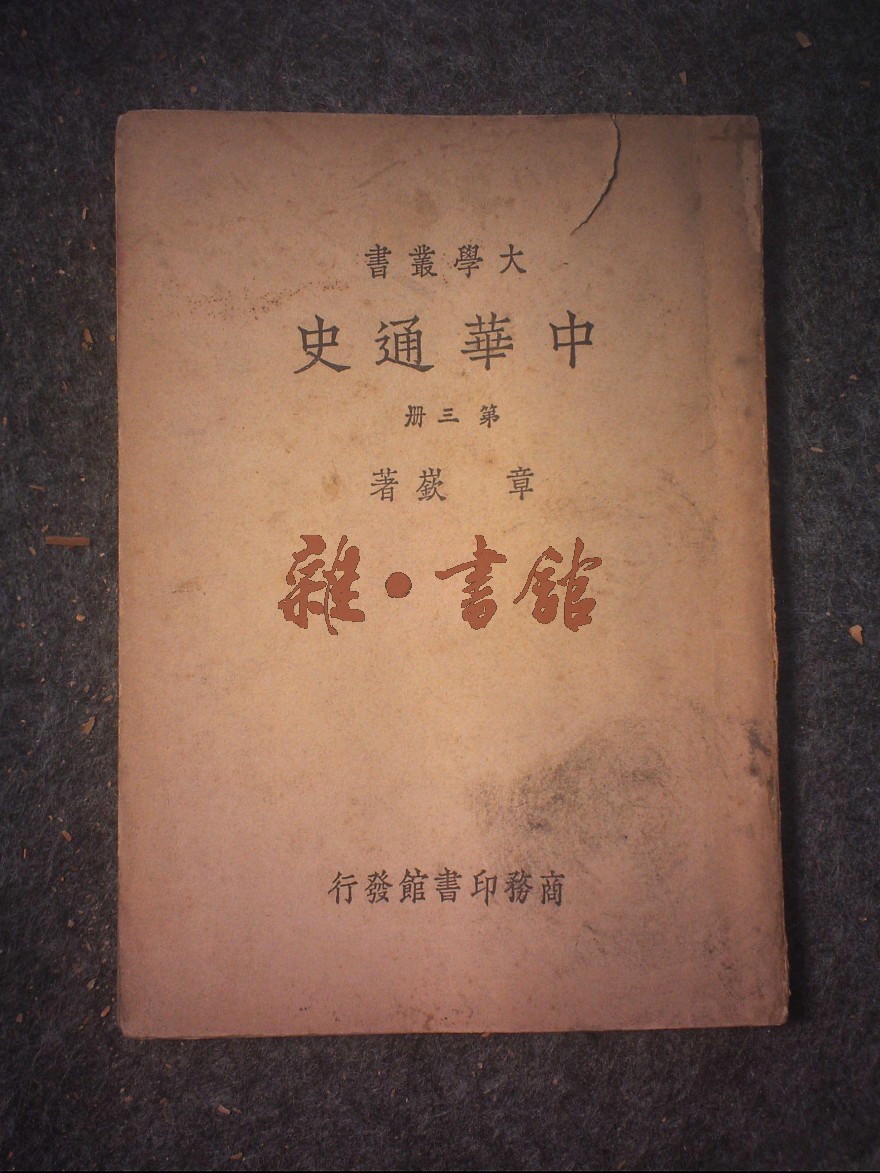 大學叢書
中華通史
第三册
章嶔著
雜·書館
商務印書館發行